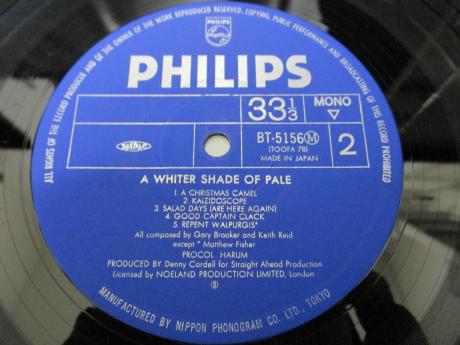 ALL RIGHTS OF THE RECORD PRODUCER AND OF THE OWNER OF THE WORK REPRODUCED RESERVED. COPYING, PUBLIC PERFORMANCE AND BROADCASTING OF THIS RECORD PROHIBITED
PHILIPS
PHILIPS
33 1/3
MONO
▽
BT-5156Ⓜ
(TOOFA 7B)
MADE IN JAPAN
2
A WHITER SHADE OF PALE
1. A CHRISTMAS CAMEL
2. KALEIDOSCOPE
3. SALAD DAYS (ARE HERE AGAIN)
4. GOOD CAPTAIN CLACK
5. REPENT WALPURGIS*
All composed by Gary Brooker and Keith Reid
except * Matthew Fisher
PROCOL HARUM
PRODUCED BY Denny Cordell for Straight Ahead Production
Licensed by NOELAND PRODUCTION LIMITED, London
Ⓢ
MANUFACTURED BY NIPPON PHONOGRAM CO., LTD., TOKYO